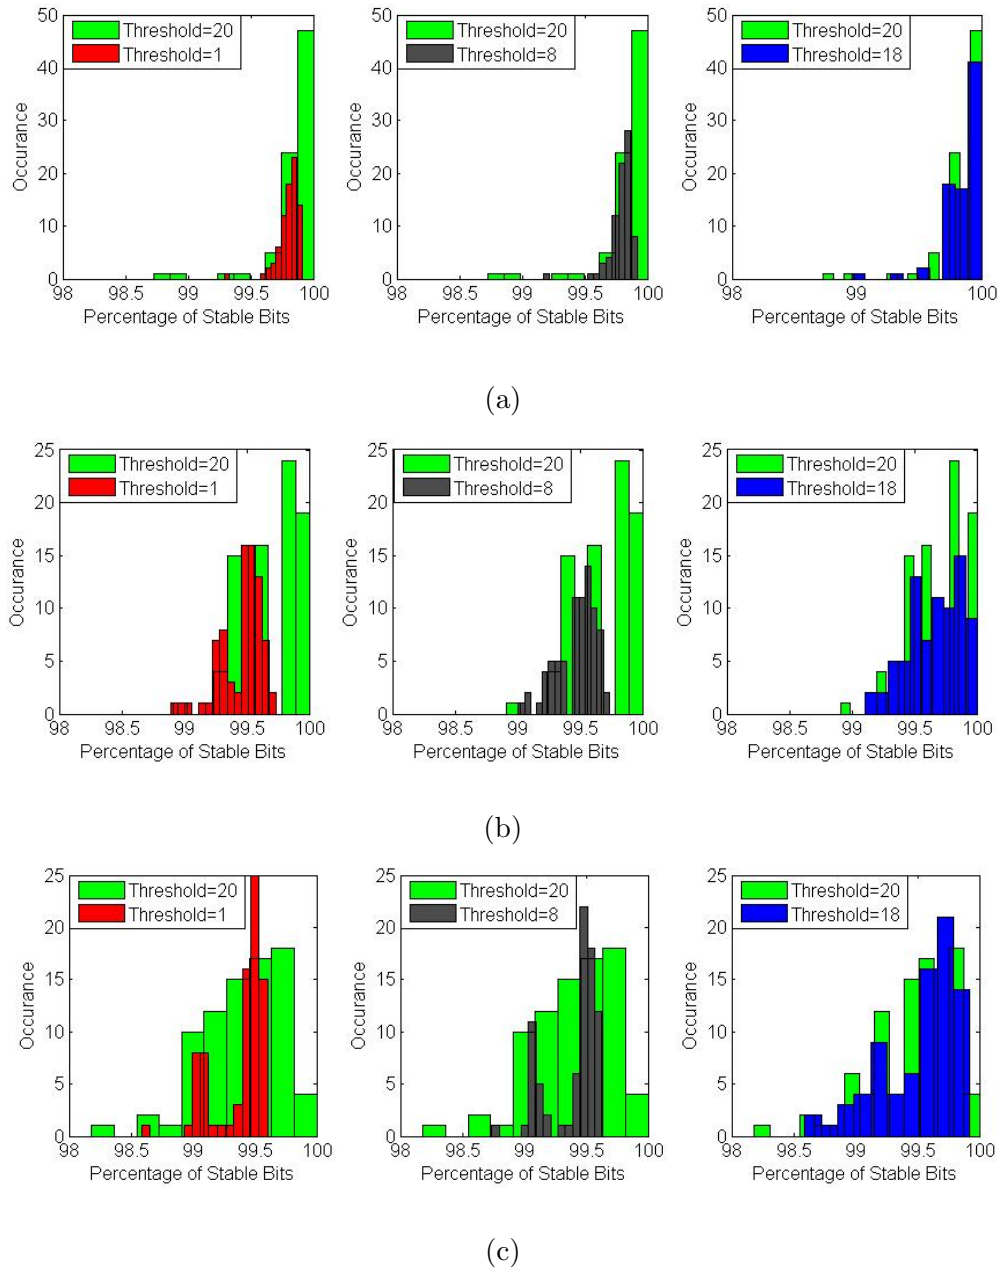 50
40
30
20
10
0
98
98.5
99
99.5
100
Occurance
Percentage of Stable Bits
Threshold=20
Threshold=1
50
40
30
20
10
0
98
98.5
99
99.5
100
Occurance
Percentage of Stable Bits
Threshold=20
Threshold=8
50
40
30
20
10
0
98
99
100
Occurance
Percentage of Stable Bits
Threshold=20
Threshold=18
(a)
25
20
15
10
5
0
98
98.5
99
99.5
100
Occurance
Percentage of Stable Bits
Threshold=20
Threshold=1
25
20
15
10
5
0
98
98.5
99
99.5
100
Occurance
Percentage of Stable Bits
Threshold=20
Threshold=8
25
20
15
10
5
0
98
98.5
99
99.5
100
Occurance
Percentage of Stable Bits
Threshold=20
Threshold=18
(b)
25
20
15
10
5
0
98
98.5
99
99.5
100
Occurance
Percentage of Stable Bits
Threshold=20
Threshold=1
25
20
15
10
5
0
98
98.5
99
99.5
100
Occurance
Percentage of Stable Bits
Threshold=20
Threshold=8
25
20
15
10
5
0
98
98.5
99
99.5
100
Occurance
Percentage of Stable Bits
Threshold=20
Threshold=18
(c)